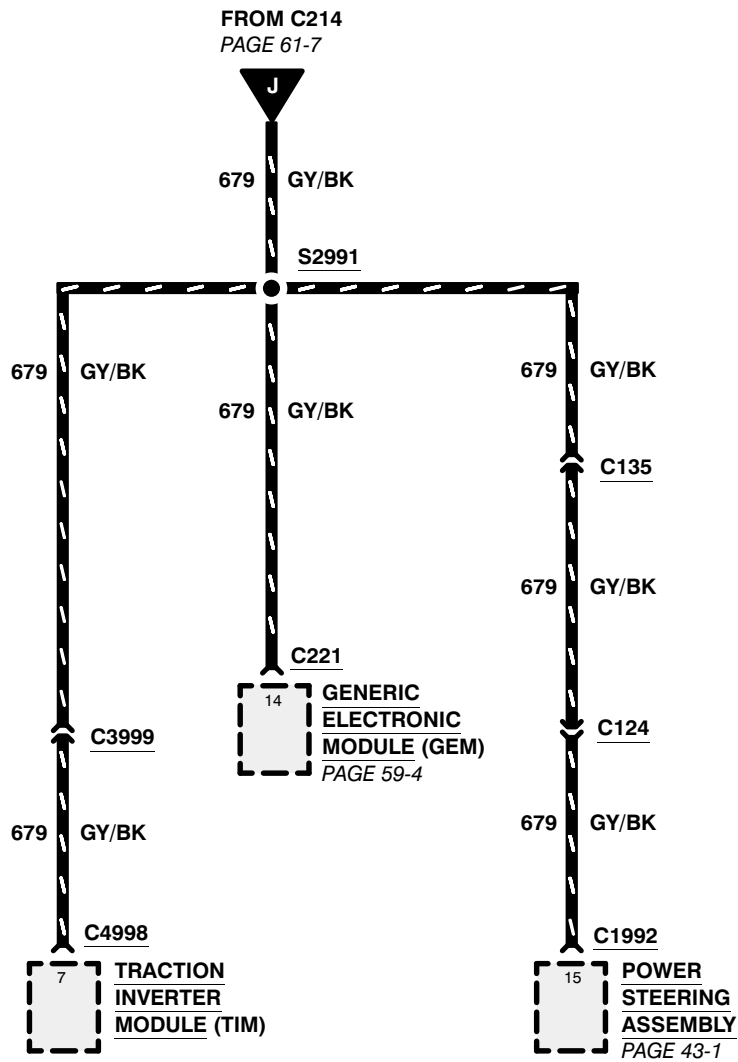 FROM C214
PAGE 61-7
J
679 GY/BK
S2991
679 GY/BK
679 GY/BK
679 GY/BK
C135
679 GY/BK
C221
14
GENERIC
ELECTRONIC
MODULE (GEM)
PAGE 59-4
C3999
C124
679 GY/BK
679 GY/BK
C4998
7
TRACTION
INVERTER
MODULE (TIM)
C1992
15
POWER
STEERING
ASSEMBLY
PAGE 43-1